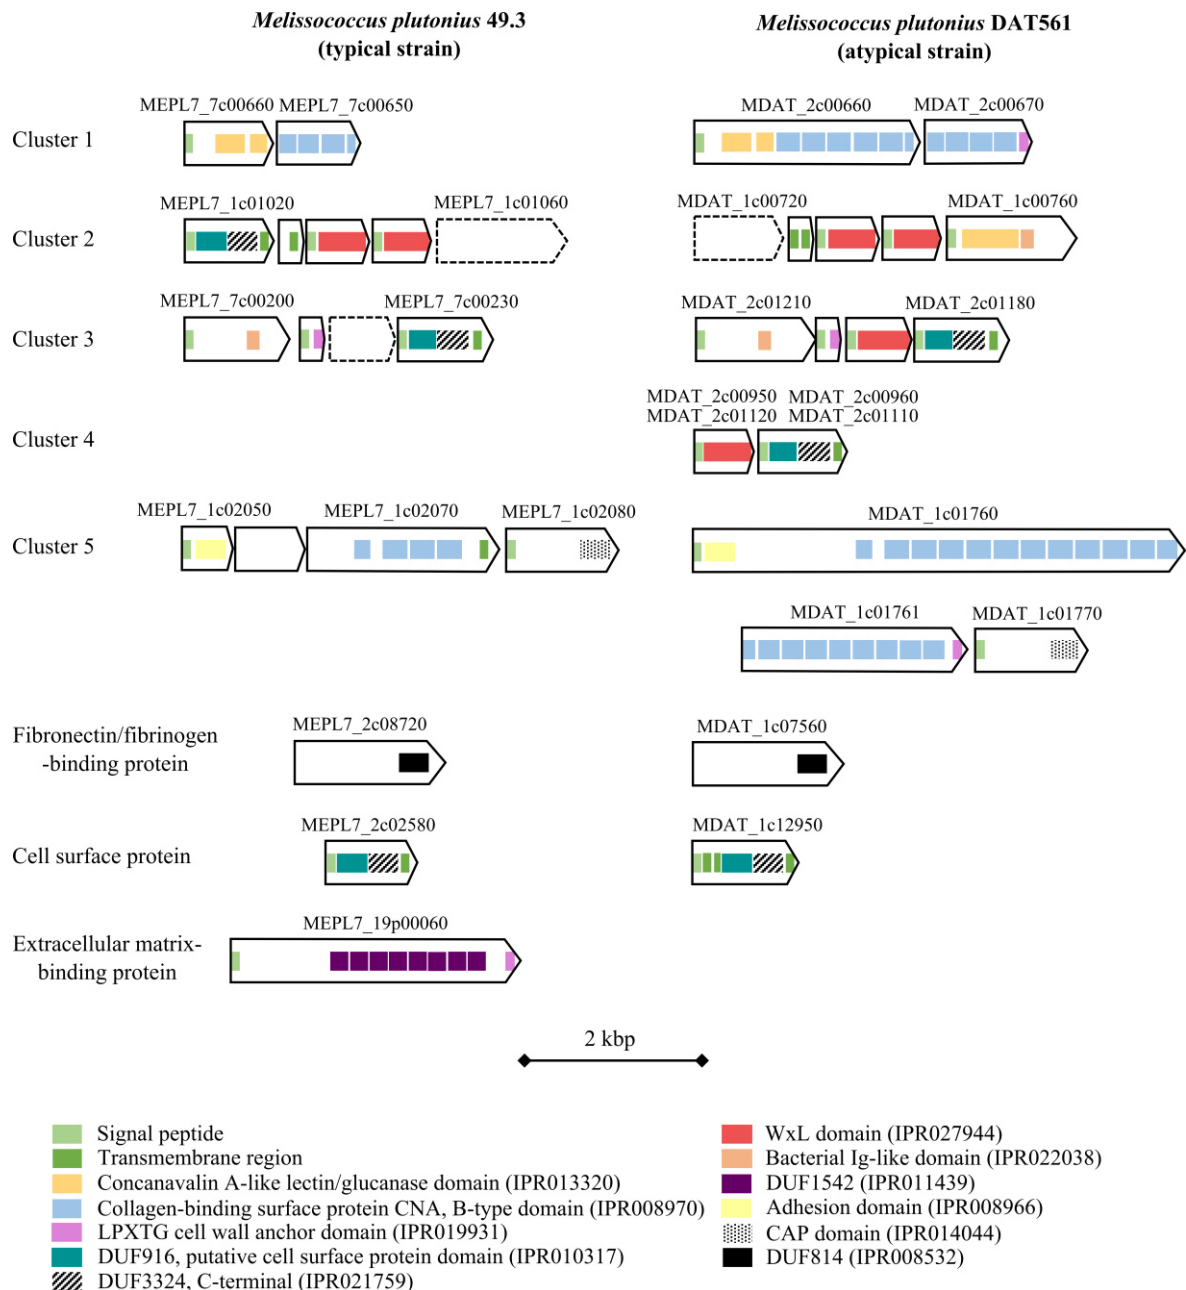 Melissococcus plutonius 49.3
(typical strain)
Melissococcus plutonius DAT561
(atypical strain)
MEPL7_7c00660 MEPL7_7c00650
MDAT_2c00660 MDAT_2c00670
Cluster 1
MEPL7_1c01020 MEPL7_1c01060
MDAT_1c00720 MDAT_1c00760
Cluster 2
MEPL7_7c00200 MEPL7_7c00230
MDAT_2c01210 MDAT_2c01180
Cluster 3
MDAT_2c00950 MDAT_2c00960
MDAT_2c01120 MDAT_2c01110
Cluster 4
MEPL7_1c02050 MEPL7_1c02070 MEPL7_1c02080
MDAT_1c01760
Cluster 5
MDAT_1c01761 MDAT_1c01770
MEPL7_2c08720
MDAT_1c07560
Fibronectin/fibrinogen
-binding protein
MEPL7_2c02580
MDAT_1c12950
Cell surface protein
MEPL7_19p00060
Extracellular matrix-
binding protein
2 kbp
Signal peptide
Transmembrane region
Concanavalin A-like lectin/glucanase domain (IPR013320)
Collagen-binding surface protein CNA, B-type domain (IPR008970)
LPXTG cell wall anchor domain (IPR019931)
DUF916, putative cell surface protein domain (IPR010317)
DUF3324, C-terminal (IPR021759)
WxL domain (IPR027944)
Bacterial Ig-like domain (IPR022038)
DUF1542 (IPR011439)
Adhesion domain (IPR008966)
CAP domain (IPR014044)
DUF814 (IPR008532)